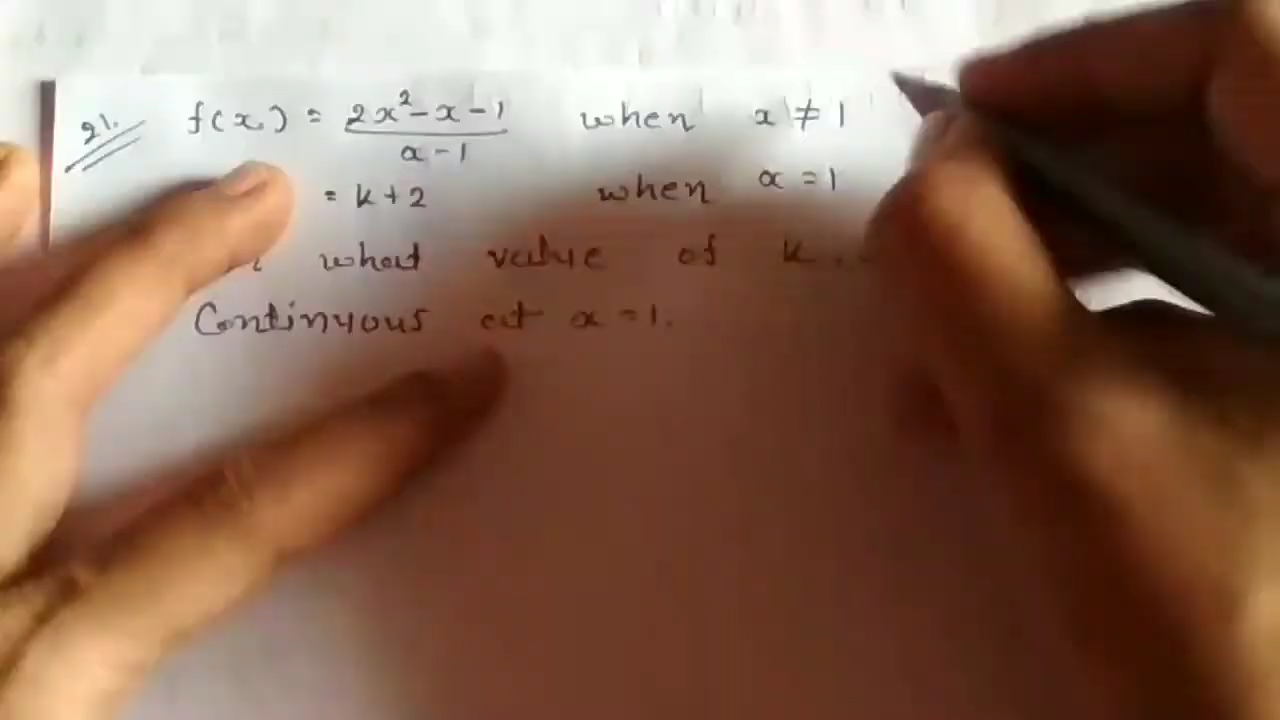 21. f(x) = 2x²-x-1 / x-1 when x ≠ 1
= k+2 when x = 1
what value of k
Continuous at x = 1.